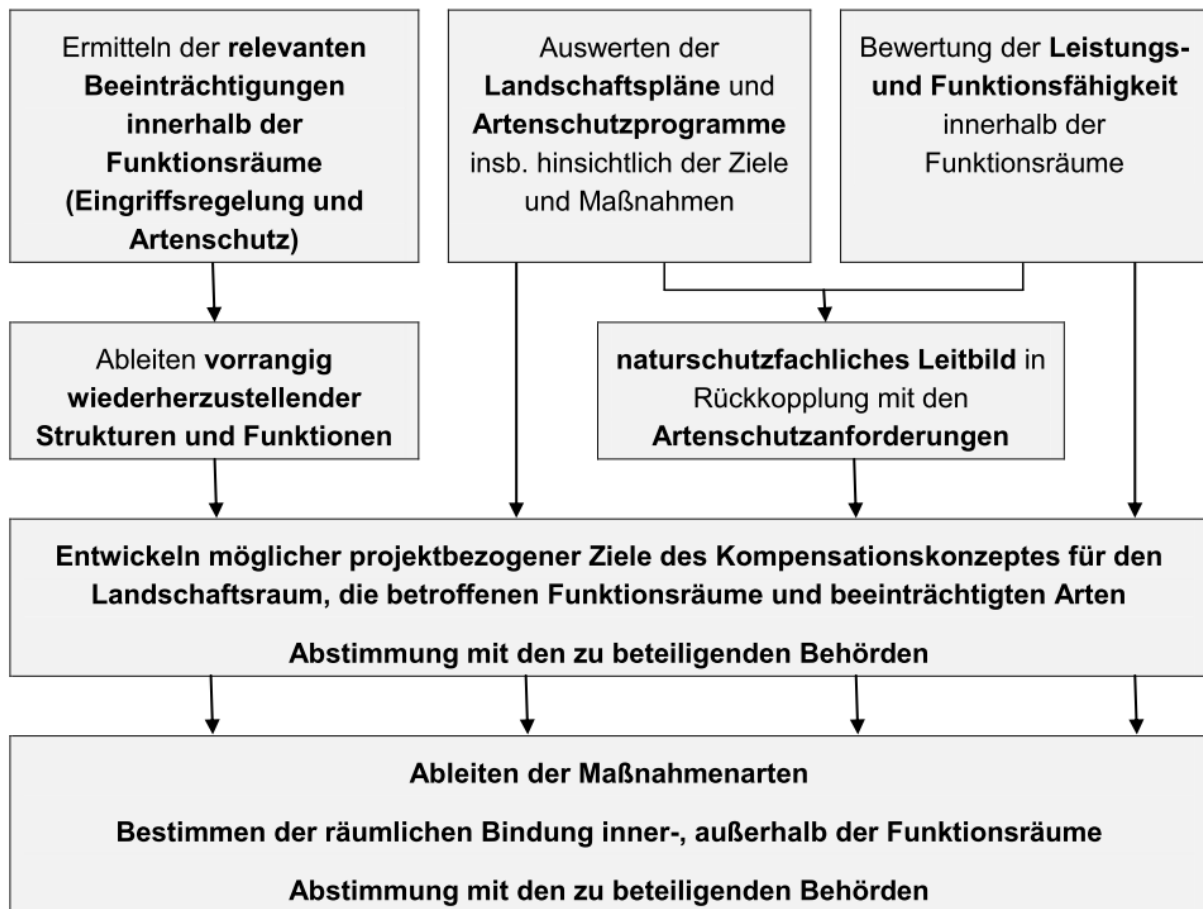 Ermitteln der relevanten
Beeinträchtigungen
innerhalb der
Funktionsräume
(Eingriffsregelung und
Artenschutz)
Auswerten der
Landschaftspläne und
Artenschutzprogramme
insb. hinsichtlich der Ziele
und Maßnahmen
Bewertung der Leistungs-
und Funktionsfähigkeit
innerhalb der
Funktionsräume
Ableiten vorrangig
wiederherzustellender
Strukturen und Funktionen
naturschutzfachliches Leitbild in
Rückkopplung mit den
Artenschutzanforderungen
Entwickeln möglicher projektbezogener Ziele des Kompensationskonzeptes für den
Landschaftsraum, die betroffenen Funktionsräume und beeinträchtigten Arten
Abstimmung mit den zu beteiligenden Behörden
Ableiten der Maßnahmenarten
Bestimmen der räumlichen Bindung inner-, außerhalb der Funktionsräume
Abstimmung mit den zu beteiligenden Behörden